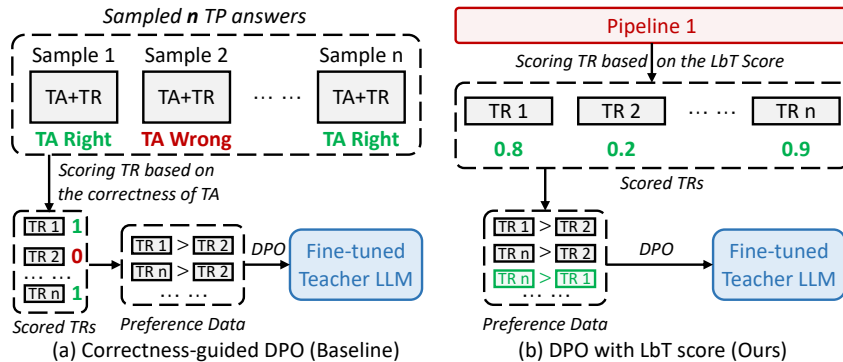 Sampled n TP answers
Sample 1
Sample 2
Sample n
TA+TR
TA+TR
... ...
TA+TR
TA Right
TA Wrong
TA Right
Scoring TR based on
the correctness of TA
TR 1 1
TR 2 0
... ...
TR n 1
Scored TRs
TR 1 > TR 2
TR n > TR 2
... ...
Preference Data
DPO
Fine-tuned
Teacher LLM
(a) Correctness-guided DPO (Baseline)
Pipeline 1
Scoring TR based on the LbT Score
TR 1
TR 2
... ...
TR n
0.8
0.2
0.9
Scored TRs
TR 1 > TR 2
TR n > TR 2
TR n > TR 1
... ...
Preference Data
DPO
Fine-tuned
Teacher LLM
(b) DPO with LbT score (Ours)